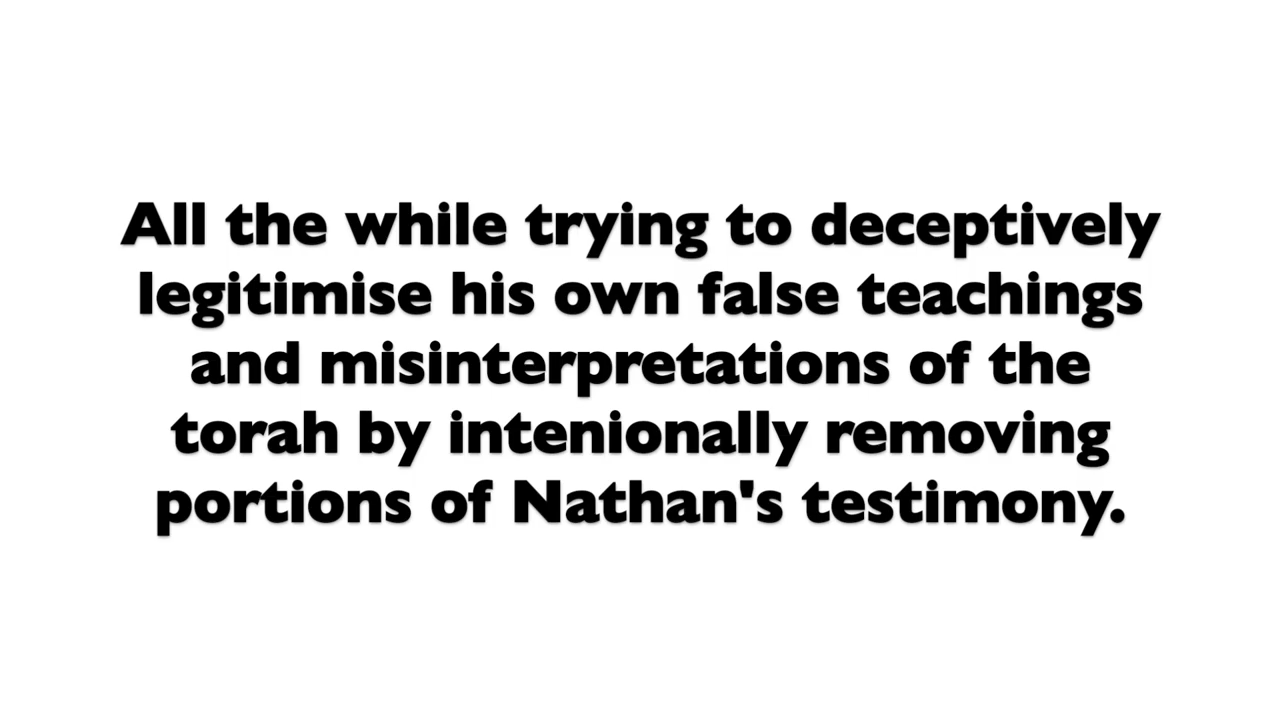 All the while trying to deceptively
legitimise his own false teachings
and misinterpretations of the
torah by intenionally removing
portions of Nathan's testimony.